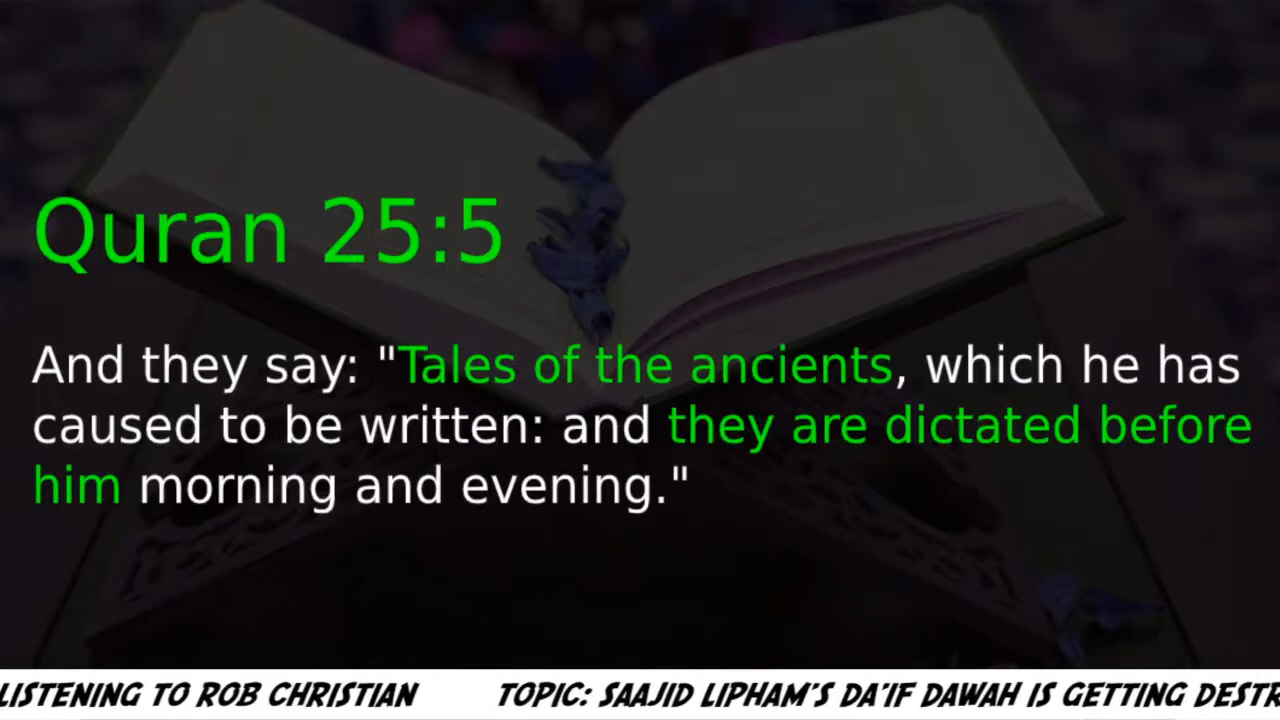 Quran 25:5
And they say: "Tales of the ancients, which he has
caused to be written: and they are dictated before
him morning and evening."
LISTENING TO ROB CHRISTIAN TOPIC: SAAJID LIPHAM'S DA'IF DAWAH IS GETTING DESTR